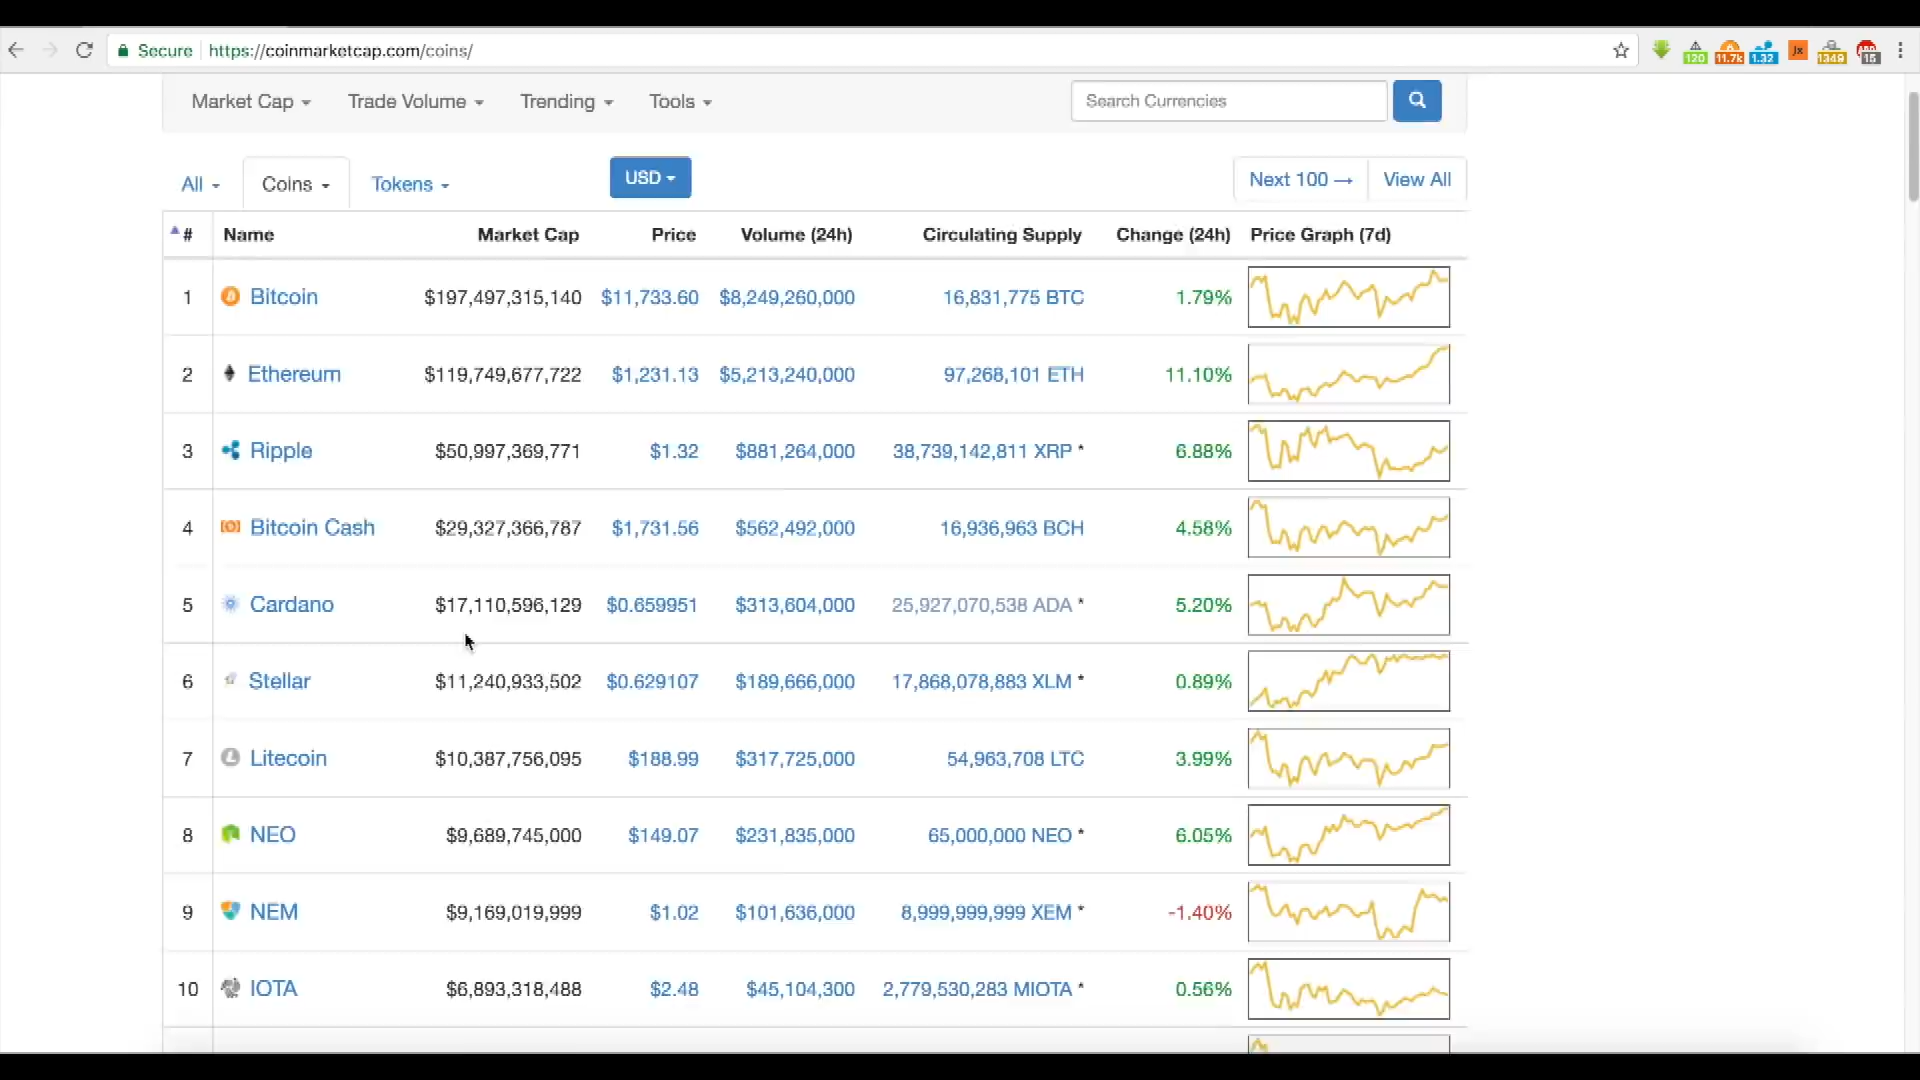 Secure https://coinmarketcap.com/coins/
120 11.7k 1.32 Jx 1349 15
Market Cap Trade Volume Trending Tools Search Currencies
All Coins Tokens USD Next 100 → View All
# Name Market Cap Price Volume (24h) Circulating Supply Change (24h) Price Graph (7d)
1 Bitcoin $197,497,315,140 $11,733.60 $8,249,260,000 16,831,775 BTC 1.79%
2 Ethereum $119,749,677,722 $1,231.13 $5,213,240,000 97,268,101 ETH 11.10%
3 Ripple $50,997,369,771 $1.32 $881,264,000 38,739,142,811 XRP * 6.88%
4 Bitcoin Cash $29,327,366,787 $1,731.56 $562,492,000 16,936,963 BCH 4.58%
5 Cardano $17,110,596,129 $0.659951 $313,604,000 25,927,070,538 ADA * 5.20%
6 Stellar $11,240,933,502 $0.629107 $189,666,000 17,868,078,883 XLM * 0.89%
7 Litecoin $10,387,756,095 $188.99 $317,725,000 54,963,708 LTC 3.99%
8 NEO $9,689,745,000 $149.07 $231,835,000 65,000,000 NEO * 6.05%
9 NEM $9,169,019,999 $1.02 $101,636,000 8,999,999,999 XEM * -1.40%
10 IOTA $6,893,318,488 $2.48 $45,104,300 2,779,530,283 MIOTA * 0.56%